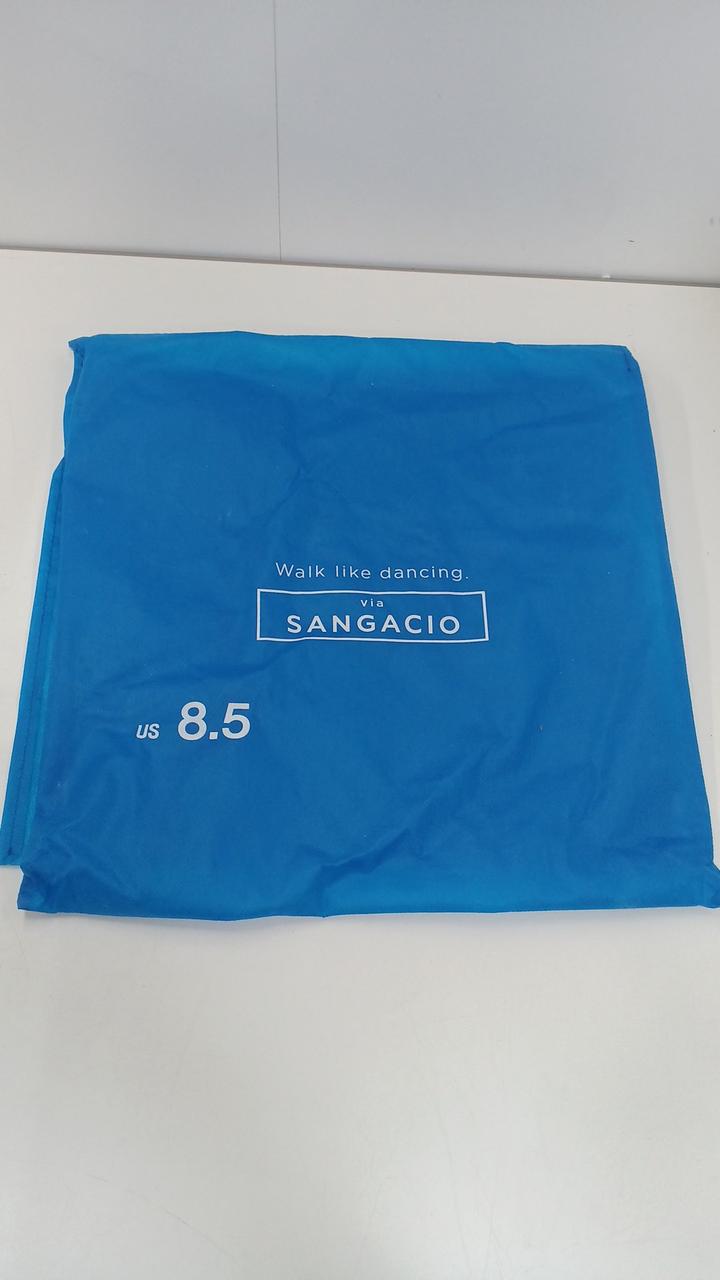 Walk like dancing.
via
SANGACIO
US 8.5